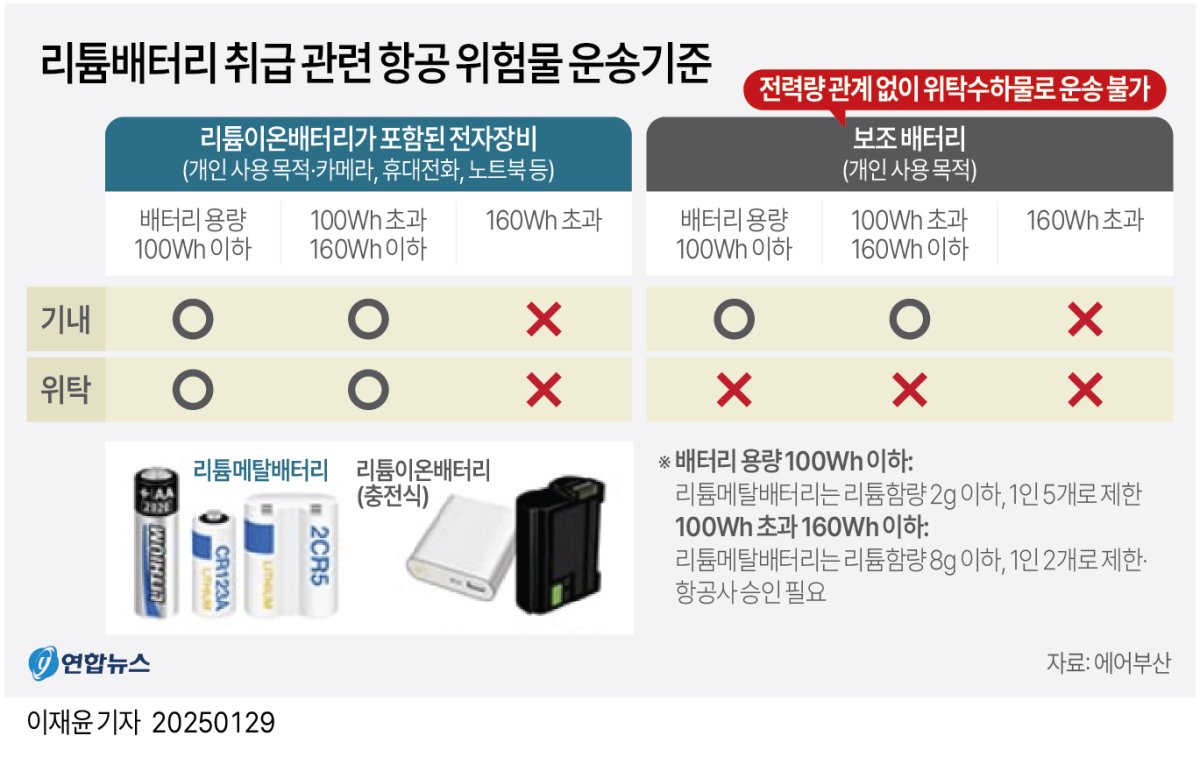 리튬배터리 취급 관련 항공 위험물 운송기준
전력량 관계 없이 위탁수하물로 운송 불가
리튬이온배터리가 포함된 전자장비
(개인 사용 목적·카메라, 휴대전화, 노트북 등)
보조 배터리
(개인 사용 목적)
배터리 용량
100Wh 이하
100Wh 초과
160Wh 이하
160Wh 초과
배터리 용량
100Wh 이하
100Wh 초과
160Wh 이하
160Wh 초과
기내
위탁
리튬메탈배터리
리튬이온배터리
(충전식)
AA
LITHIUM
CR123A
LITHIUM
2CR5
LITHIUM
※ 배터리 용량 100Wh 이하:
리튬메탈배터리는 리튬함량 2g 이하, 1인 5개로 제한
100Wh 초과 160Wh 이하:
리튬메탈배터리는 리튬함량 8g 이하, 1인 2개로 제한·
항공사 승인 필요
연합뉴스
자료: 에어부산
이재윤 기자 20250129